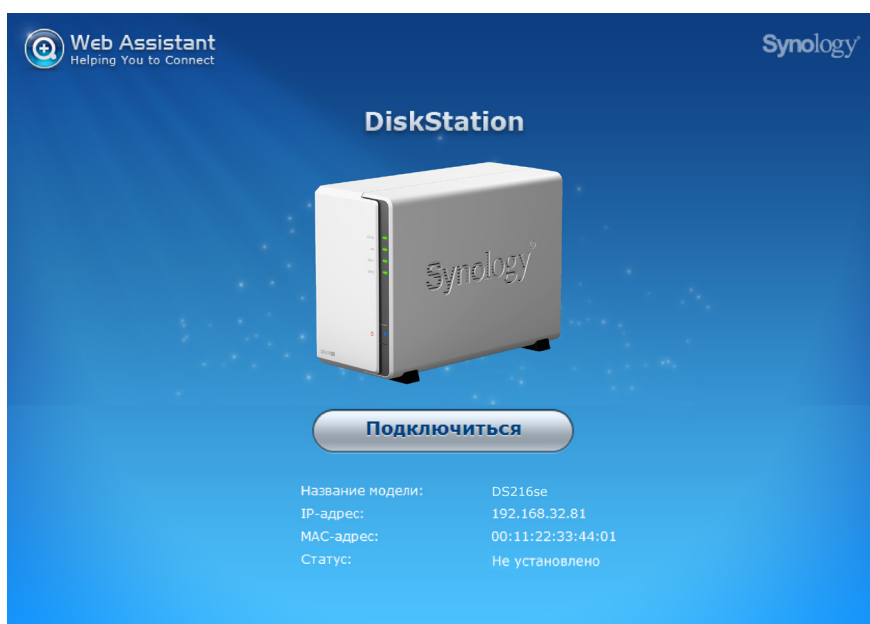 Web Assistant
Helping You to Connect
Synology
DiskStation
Synology
Подключиться
Название модели: DS216se
IP-адрес: 192.168.32.81
MAC-адрес: 00:11:22:33:44:01
Статус: Не установлено